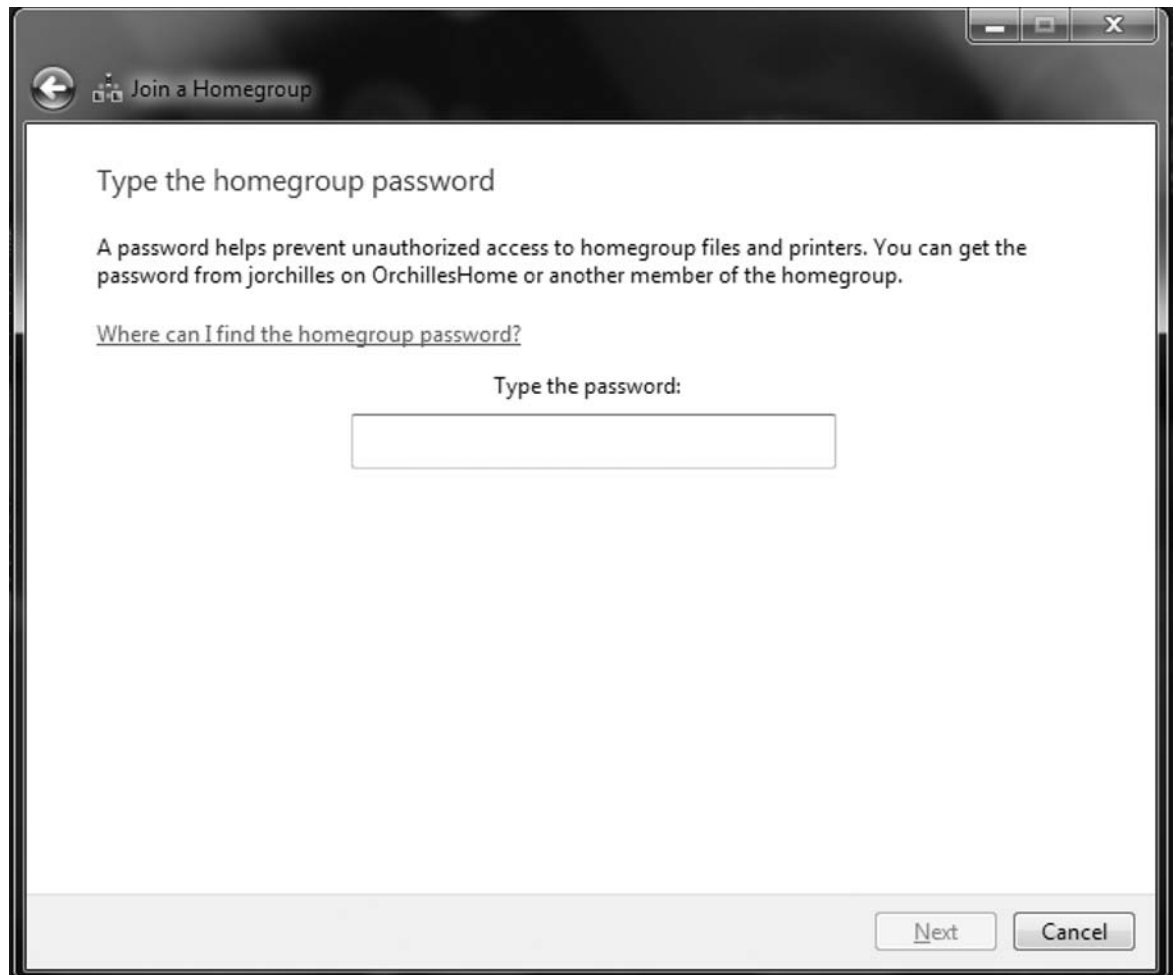 Join a Homegroup
Type the homegroup password
A password helps prevent unauthorized access to homegroup files and printers. You can get the
password from jorchilles on OrchillesHome or another member of the homegroup.
Where can I find the homegroup password?
Type the password:
Next
Cancel